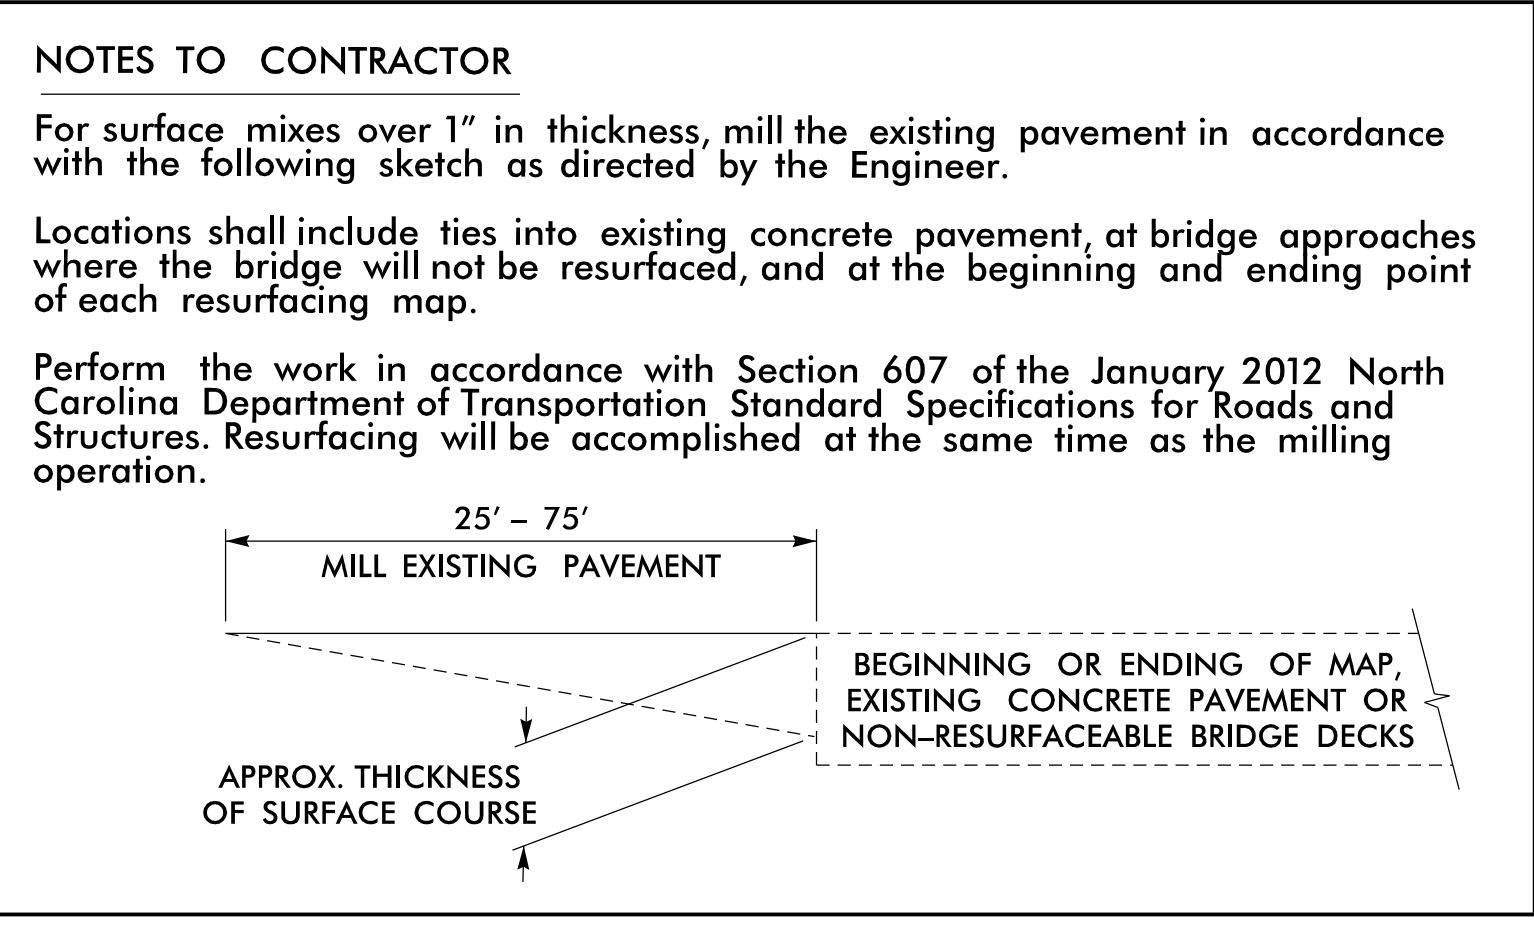 NOTES TO CONTRACTOR
For surface mixes over 1" in thickness, mill the existing pavement in accordance
with the following sketch as directed by the Engineer.
Locations shall include ties into existing concrete pavement, at bridge approaches
where the bridge will not be resurfaced, and at the beginning and ending point
of each resurfacing map.
Perform the work in accordance with Section 607 of the January 2012 North
Carolina Department of Transportation Standard Specifications for Roads and
Structures. Resurfacing will be accomplished at the same time as the milling
operation.
25' – 75'
MILL EXISTING PAVEMENT
BEGINNING OR ENDING OF MAP,
EXISTING CONCRETE PAVEMENT OR
NON–RESURFACEABLE BRIDGE DECKS
APPROX. THICKNESS
OF SURFACE COURSE